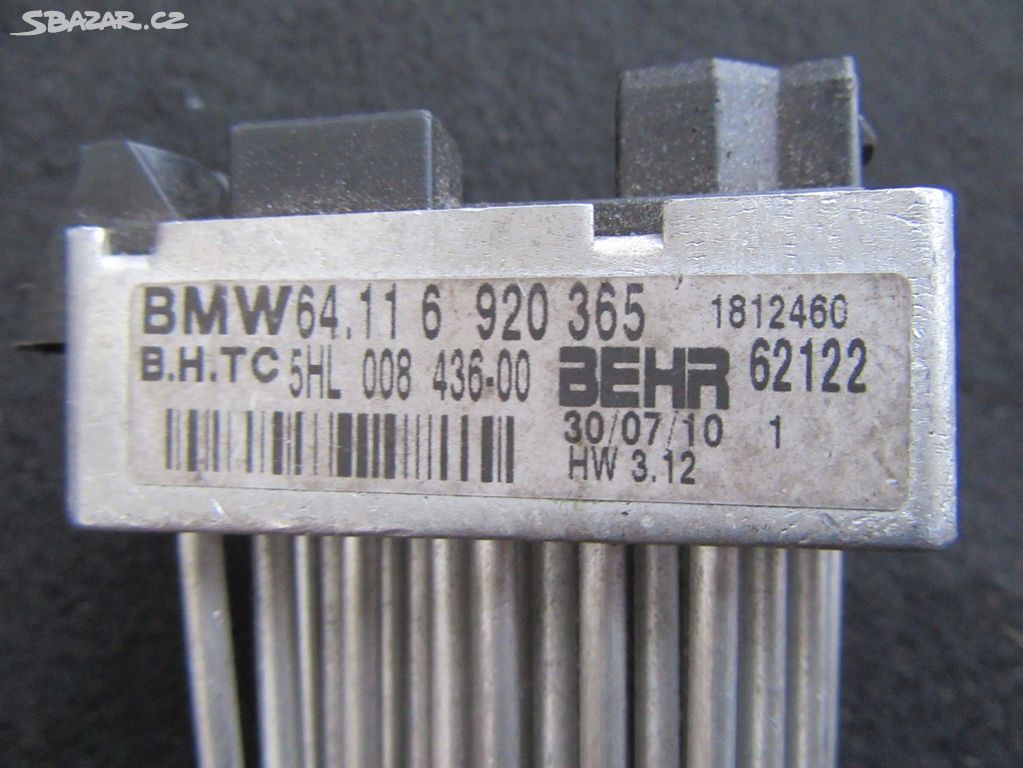 SBAZAR.CZ
BMW 64.11 6 920 365 1812460
B.H.TC 5HL 008 436-00 BEHR 62122
30/07/10 1
HW 3.12